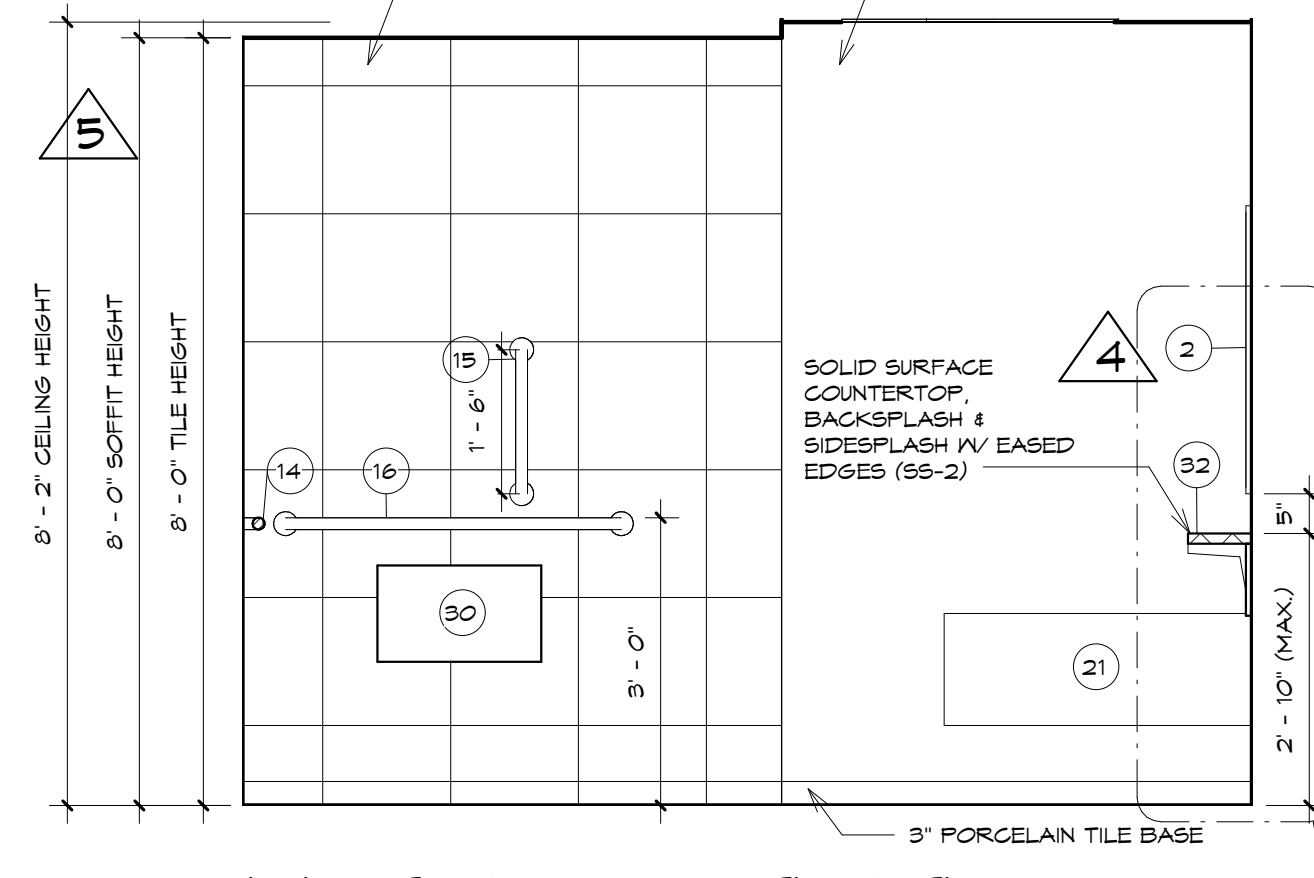 5
8' - 2" CEILING HEIGHT
8' - 0" SOFFIT HEIGHT
8' - 0" TILE HEIGHT
15
1' - 6"
14
16
30
3' - 0"
SOLID SURFACE
COUNTERTOP,
BACKSPLASH &
SIDESPLASH W/ EASED
EDGES (SS-2)
4
2
32
5"
21
2' - 10" (MAX.)
3" PORCELAIN TILE BASE